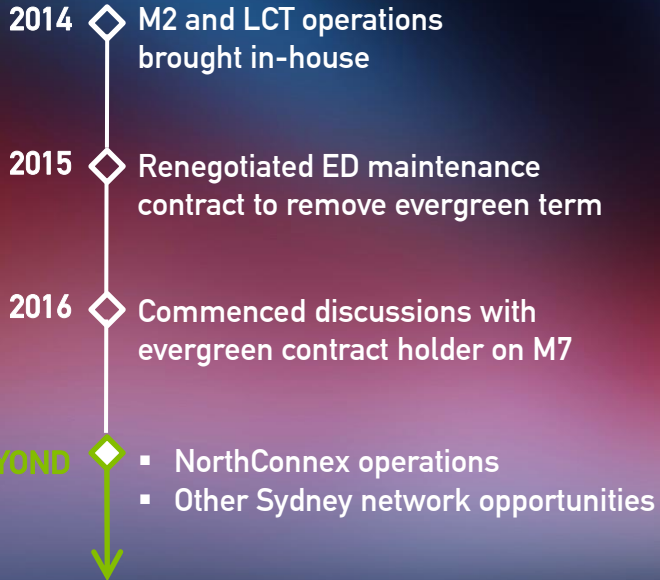 2014 M2 and LCT operations
brought in-house
2015 Renegotiated ED maintenance
contract to remove evergreen term
2016 Commenced discussions with
evergreen contract holder on M7
YOND ▪ NorthConnex operations
▪ Other Sydney network opportunities